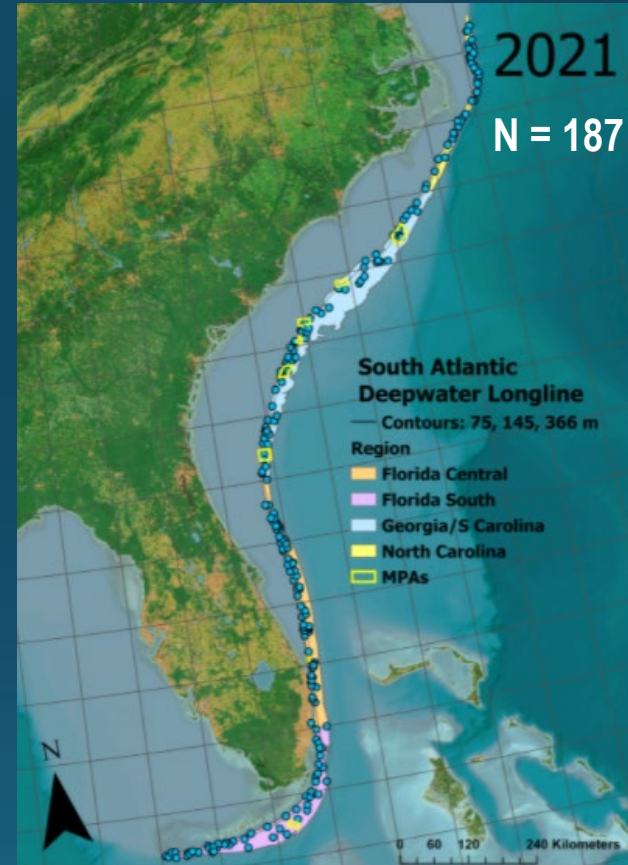 2021
N = 187
South Atlantic
Deepwater Longline
Contours: 75, 145, 366 m
Region
Florida Central
Florida South
Georgia/S Carolina
North Carolina
MPAs
N
0 60 120 240 Kilometers